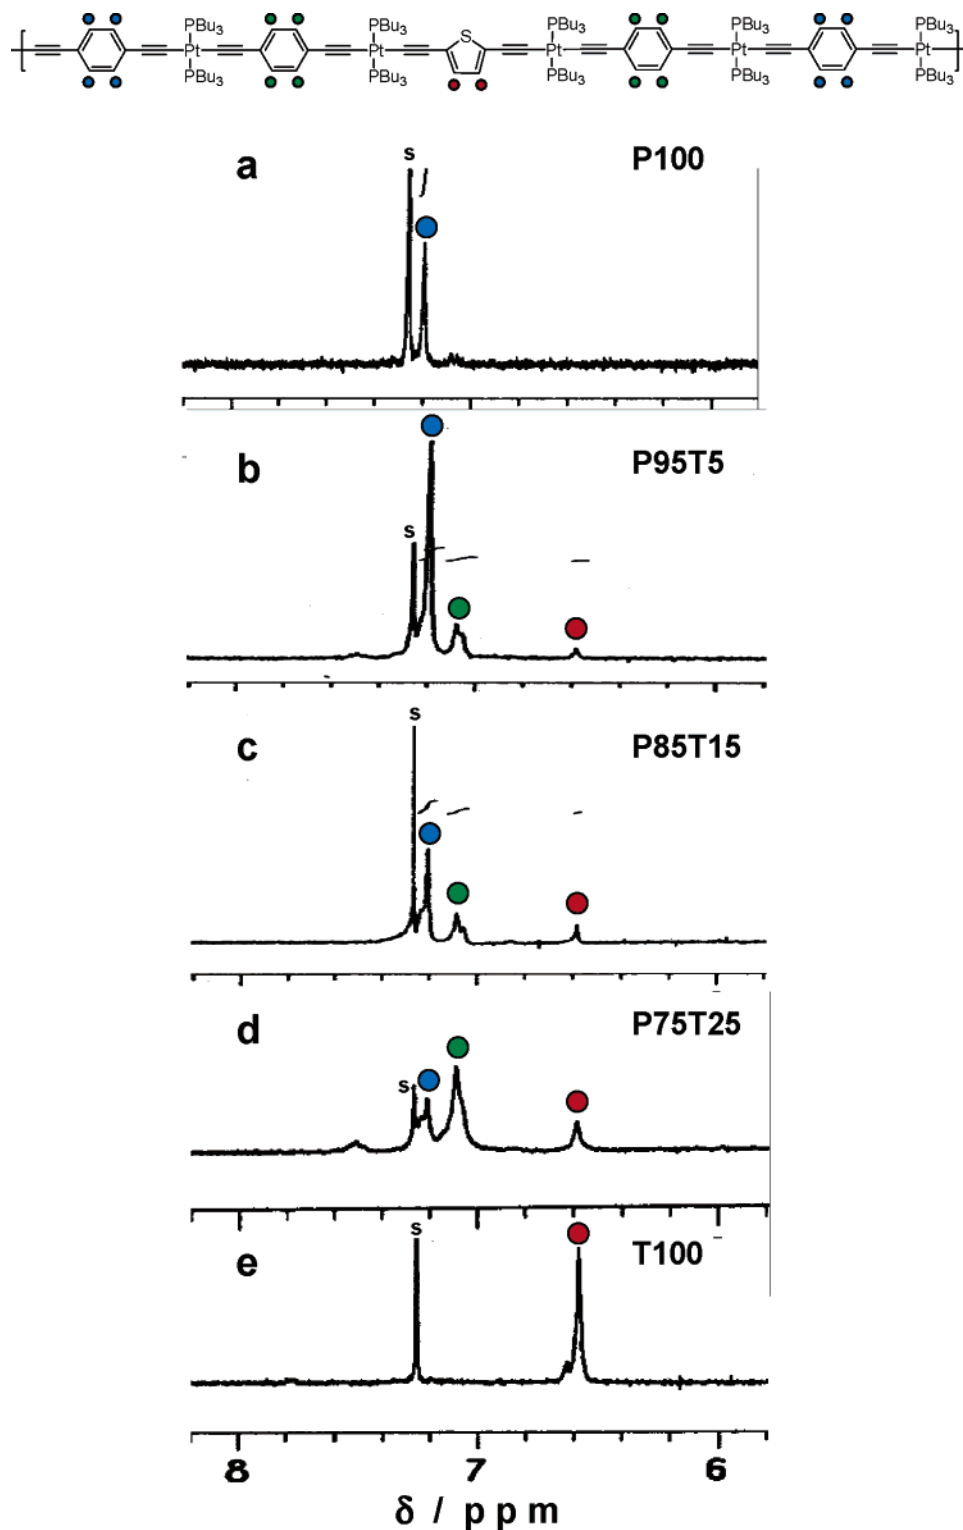 PBu3 PBu3 PBu3 PBu3 PBu3
Pt Pt S Pt Pt Pt
PBu3 PBu3 PBu3 PBu3 PBu3
a s P100
b s P95T5
c s P85T15
d s P75T25
e s T100
8 7 6
δ / ppm